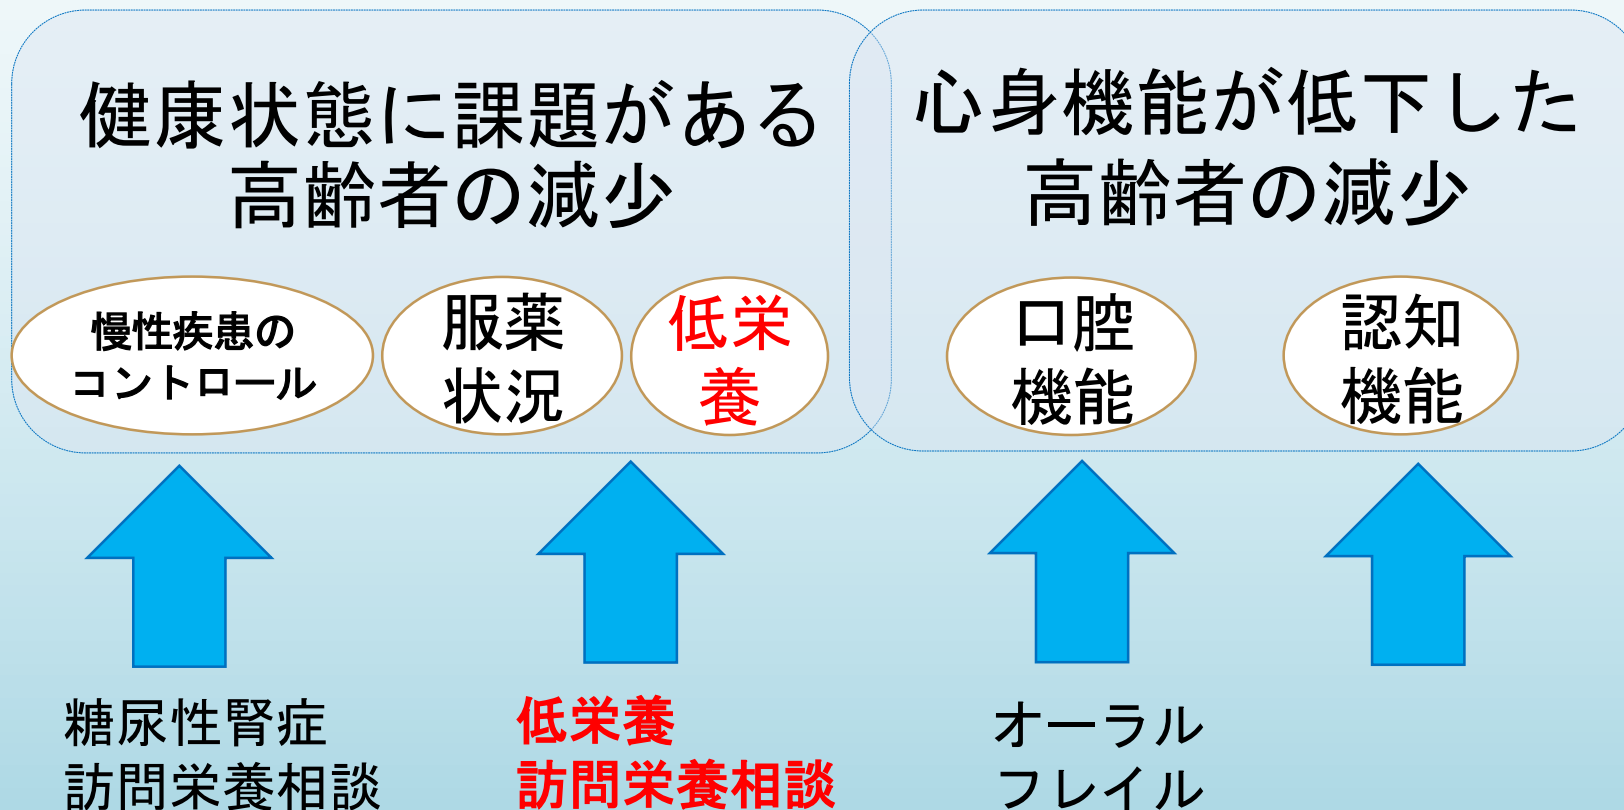 健康状態に課題がある
高齢者の減少
心身機能が低下した
高齢者の減少
慢性疾患の
コントロール
服薬
状況
低栄
養
口腔
機能
認知
機能
糖尿性腎症
訪問栄養相談
低栄養
訪問栄養相談
オーラル
フレイル